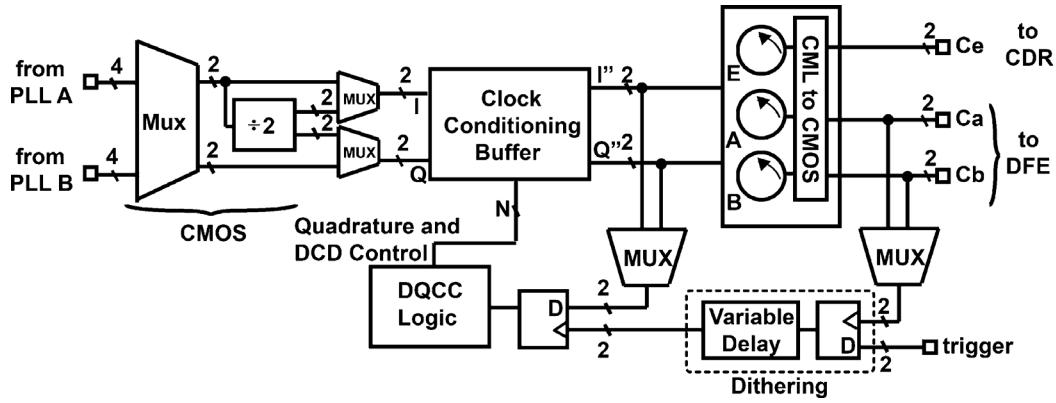 from
PLL A
4
from
PLL B
4
Mux
CMOS
2
÷2
2
2
2
MUX
MUX
2
I
2
Q
Clock
Conditioning
Buffer
N
Quadrature and
DCD Control
DQCC
Logic
I” 2
Q” 2
E
A
B
CML to CMOS
2
Ce
to
CDR
2
Ca
2
Cb
to
DFE
MUX
MUX
D
2
2
Variable
Delay
D
2
2
trigger
Dithering